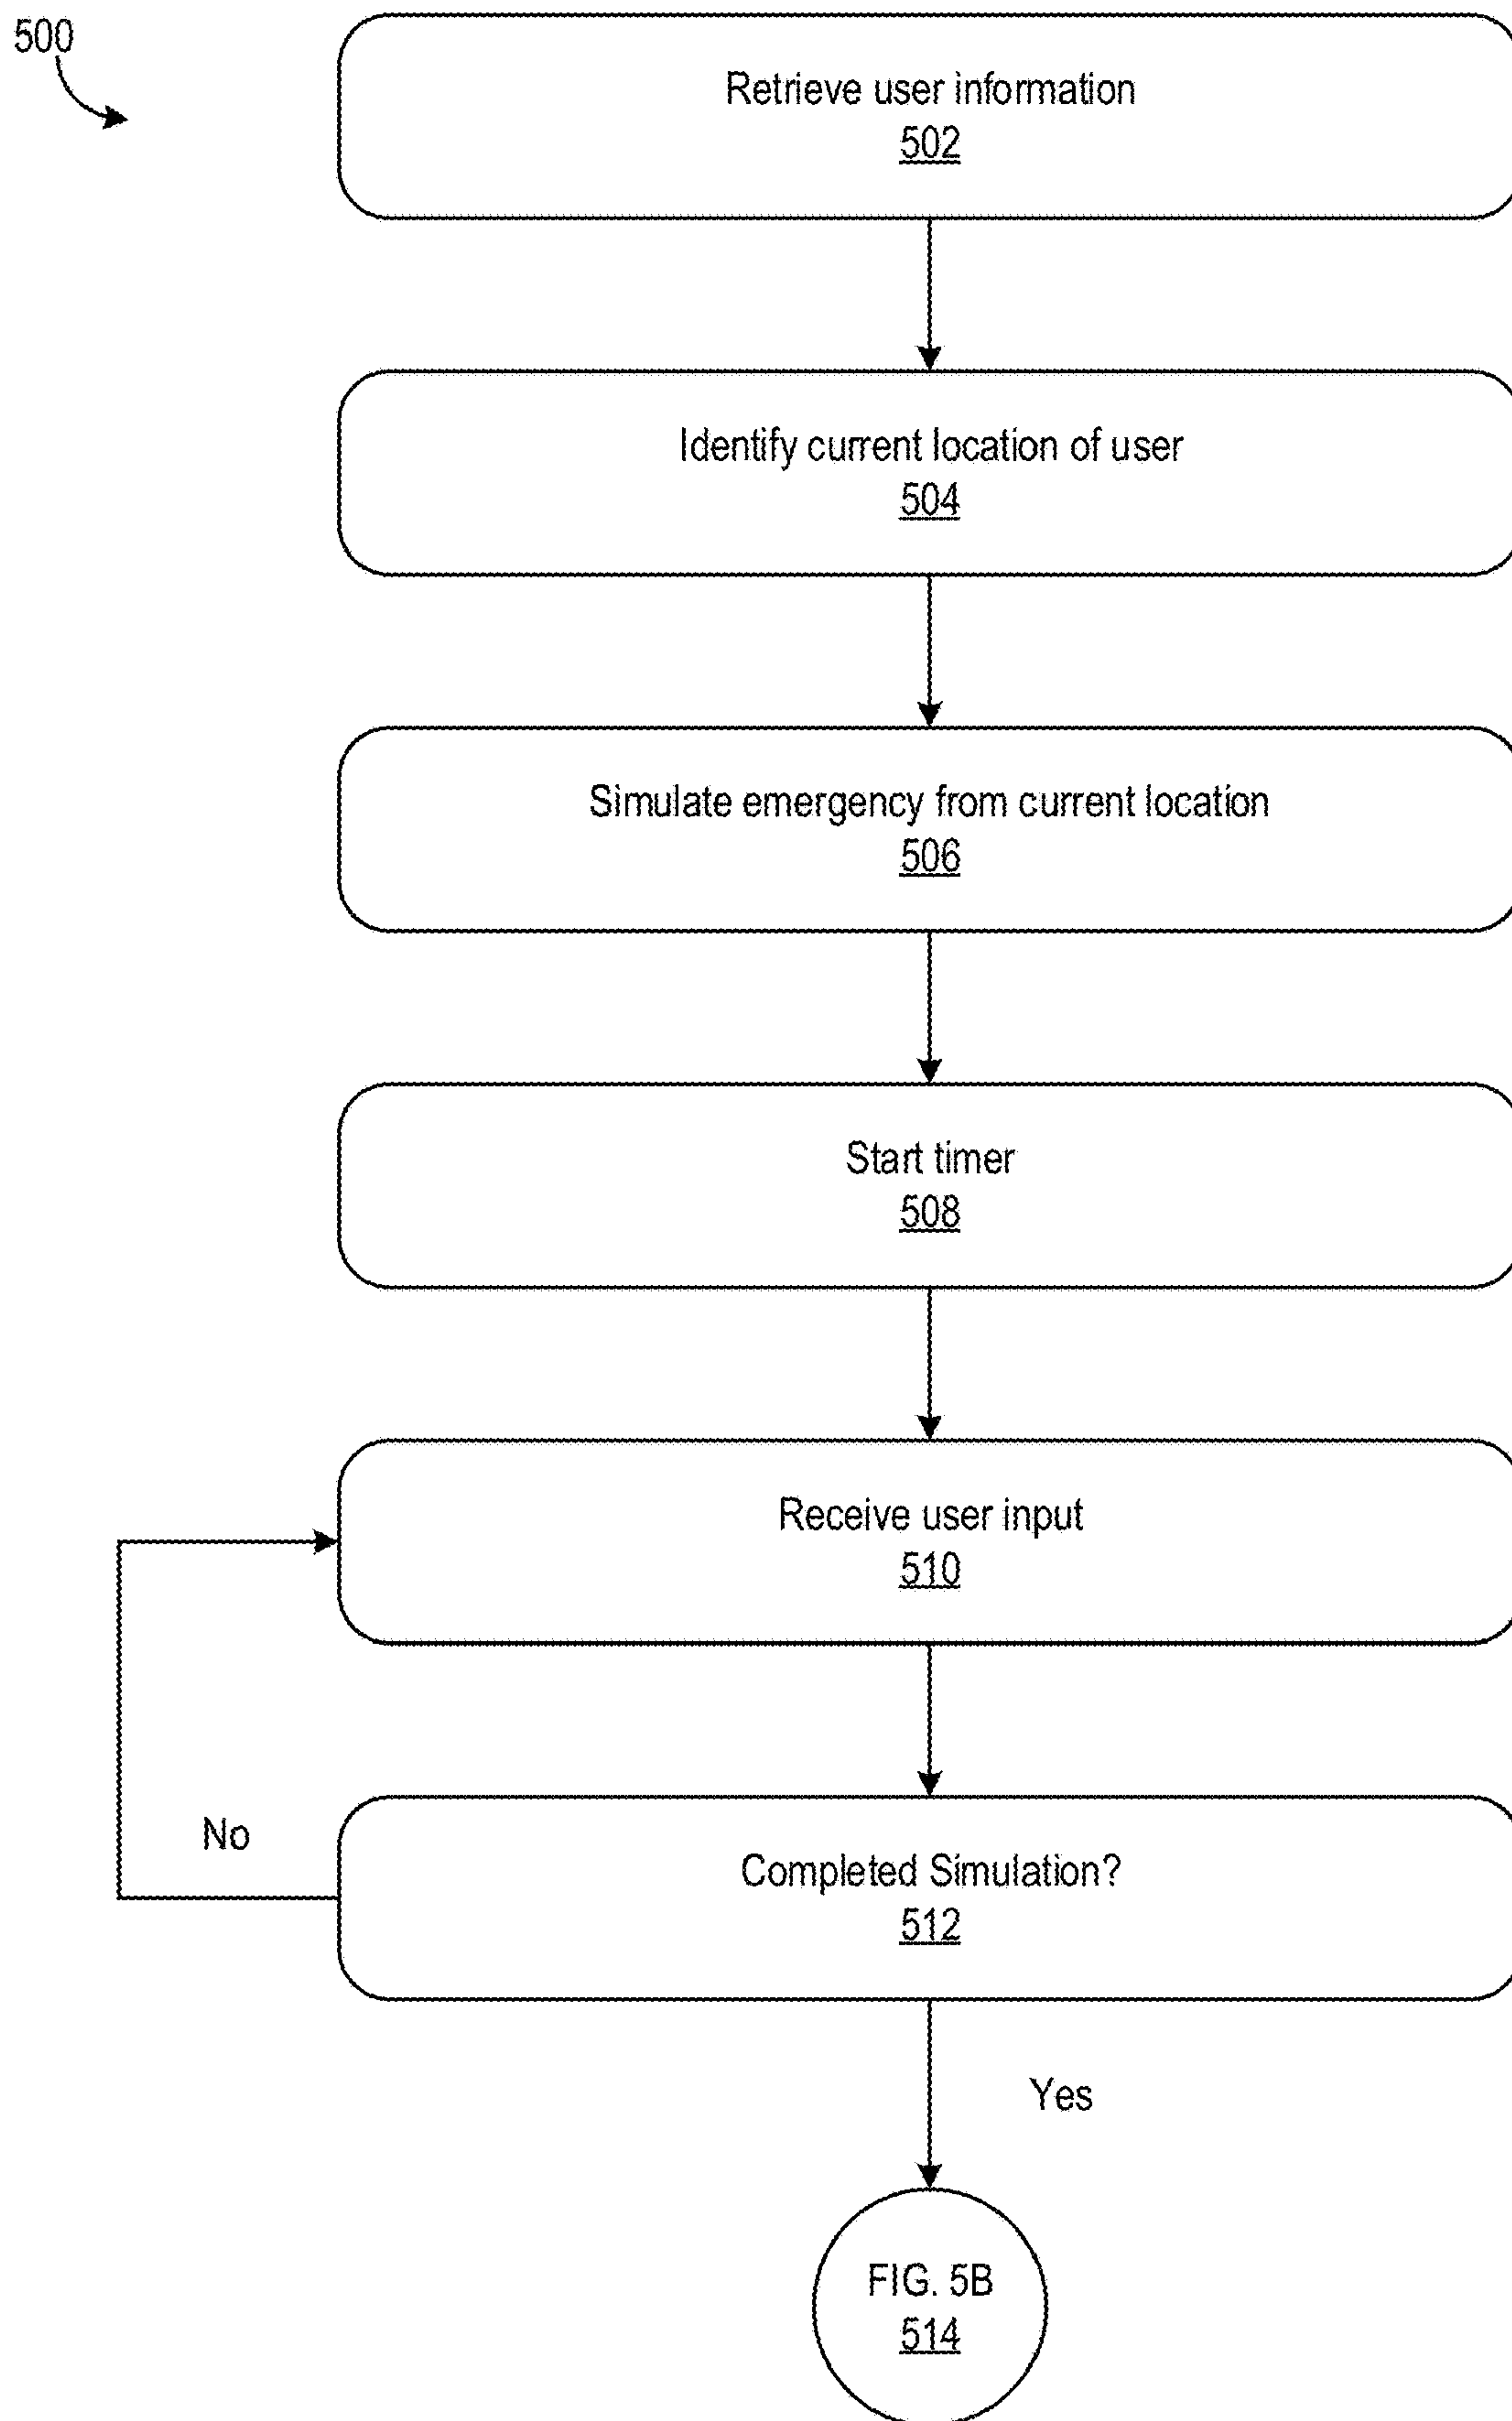 500
Retrieve user information
502
Identify current location of user
504
Simulate emergency from current location
506
Start timer
508
Receive user input
510
No
Completed Simulation?
512
Yes
FIG. 5B
514